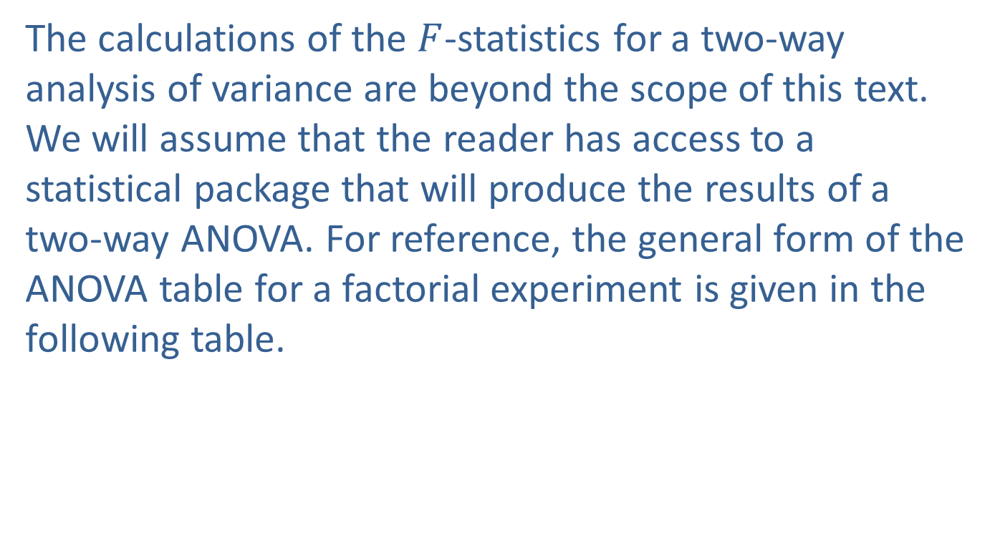 The calculations of the F-statistics for a two-way
analysis of variance are beyond the scope of this text.
We will assume that the reader has access to a
statistical package that will produce the results of a
two-way ANOVA. For reference, the general form of the
ANOVA table for a factorial experiment is given in the
following table.